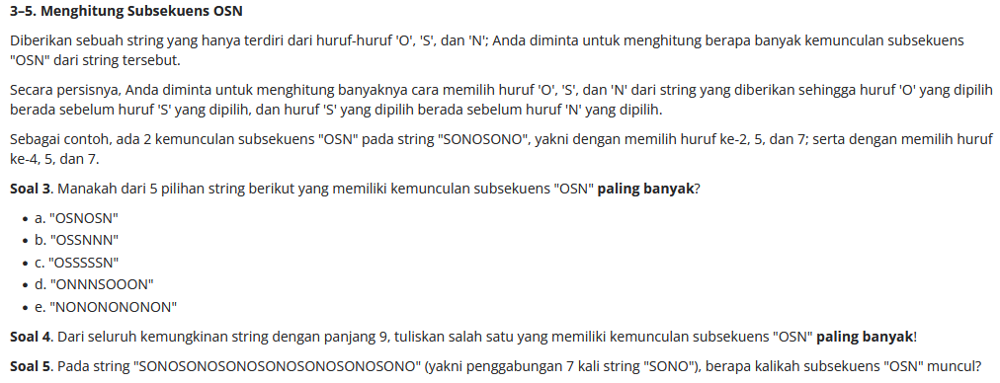 3–5. Menghitung Subsekuens OSN
Diberikan sebuah string yang hanya terdiri dari huruf-huruf 'O', 'S', dan 'N'; Anda diminta untuk menghitung berapa banyak kemunculan subsekuens
"OSN" dari string tersebut.
Secara persisnya, Anda diminta untuk menghitung banyaknya cara memilih huruf 'O', 'S', dan 'N' dari string yang diberikan sehingga huruf 'O' yang dipilih
berada sebelum huruf 'S' yang dipilih, dan huruf 'S' yang dipilih berada sebelum huruf 'N' yang dipilih.
Sebagai contoh, ada 2 kemunculan subsekuens "OSN" pada string "SONOSONO", yakni dengan memilih huruf ke-2, 5, dan 7; serta dengan memilih huruf
ke-4, 5, dan 7.
Soal 3. Manakah dari 5 pilihan string berikut yang memiliki kemunculan subsekuens "OSN" paling banyak?
• a. "OSNOSN"
• b. "OSSNNN"
• c. "OSSSSSN"
• d. "ONNNSOOON"
• e. "NONONONONON"
Soal 4. Dari seluruh kemungkinan string dengan panjang 9, tuliskan salah satu yang memiliki kemunculan subsekuens "OSN" paling banyak!
Soal 5. Pada string "SONOSONOSONOSONOSONOSONOSONO" (yakni penggabungan 7 kali string "SONO"), berapa kalikah subsekuens "OSN" muncul?